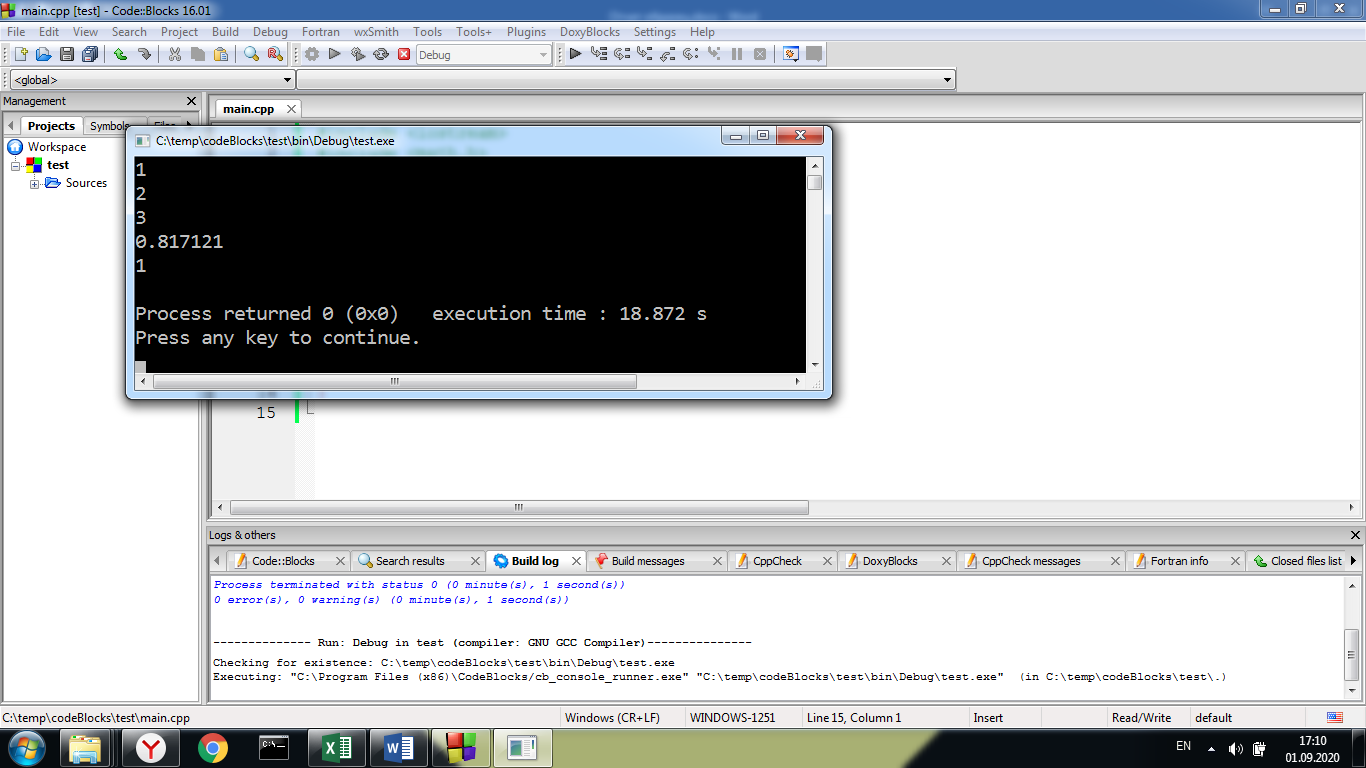 main.cpp [test] - Code::Blocks 16.01
File Edit View Search Project Build Debug Fortran wxSmith Tools Tools+ Plugins DoxyBlocks Settings Help
Debug
<global>
Management
main.cpp
Projects Symbols Files
Workspace
test
Sources
C:\temp\codeBlocks\test\bin\Debug\test.exe
1
2
3
0.817121
1
Process returned 0 (0x0)   execution time : 18.872 s
Press any key to continue.
15
Logs & others
Code::Blocks Search results Build log Build messages CppCheck DoxyBlocks CppCheck messages Fortran info Closed files list
Process terminated with status 0 (0 minute(s), 1 second(s))
0 error(s), 0 warning(s) (0 minute(s), 1 second(s))
-------------- Run: Debug in test (compiler: GNU GCC Compiler)---------------
Checking for existence: C:\temp\codeBlocks\test\bin\Debug\test.exe
Executing: "C:\Program Files (x86)\CodeBlocks/cb_console_runner.exe" "C:\temp\codeBlocks\test\bin\Debug\test.exe"  (in C:\temp\codeBlocks\test\.)
C:\temp\codeBlocks\test\main.cpp Windows (CR+LF) WINDOWS-1251 Line 15, Column 1 Insert Read/Write default
EN 17:10
01.09.2020